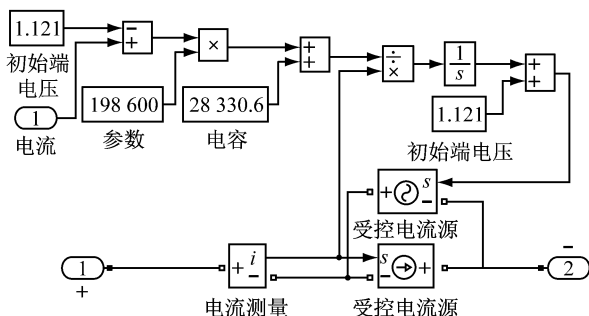 1.121
初始端
电压
1
电流
−
+
×
198 600
参数
28 330.6
电容
+
+
÷
×
1
s
+
+
1.121
初始端电压
+
s
−
受控电流源
1
+
+
i
−
电流测量
s
−
+
受控电流源
−
2